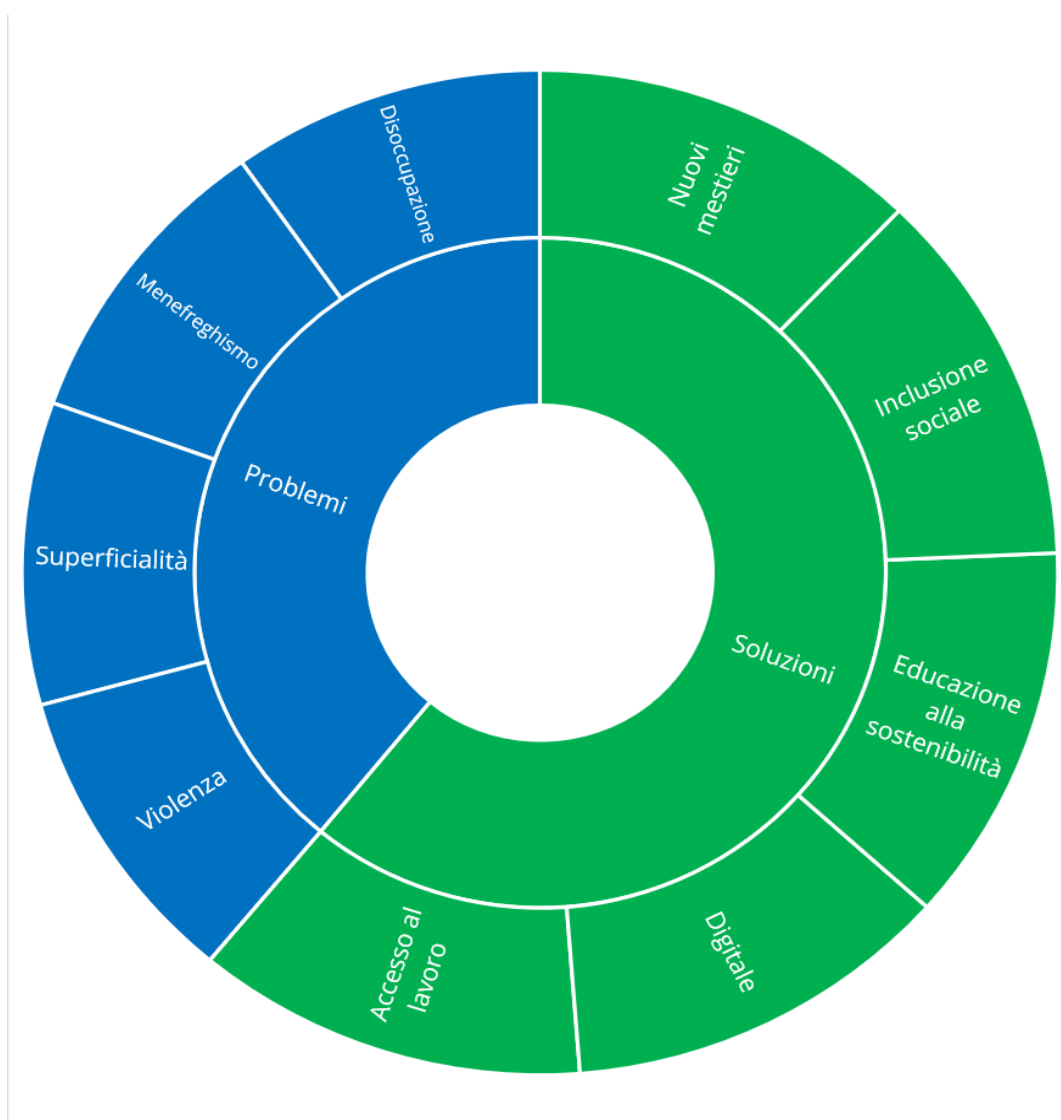 Disoccupazione
Nuovi
mestieri
Menefreghismo
Inclusione
sociale
Problemi
Superficialità
Soluzioni
Educazione
alla
sostenibilità
Violenza
Accesso al
lavoro
Digitale